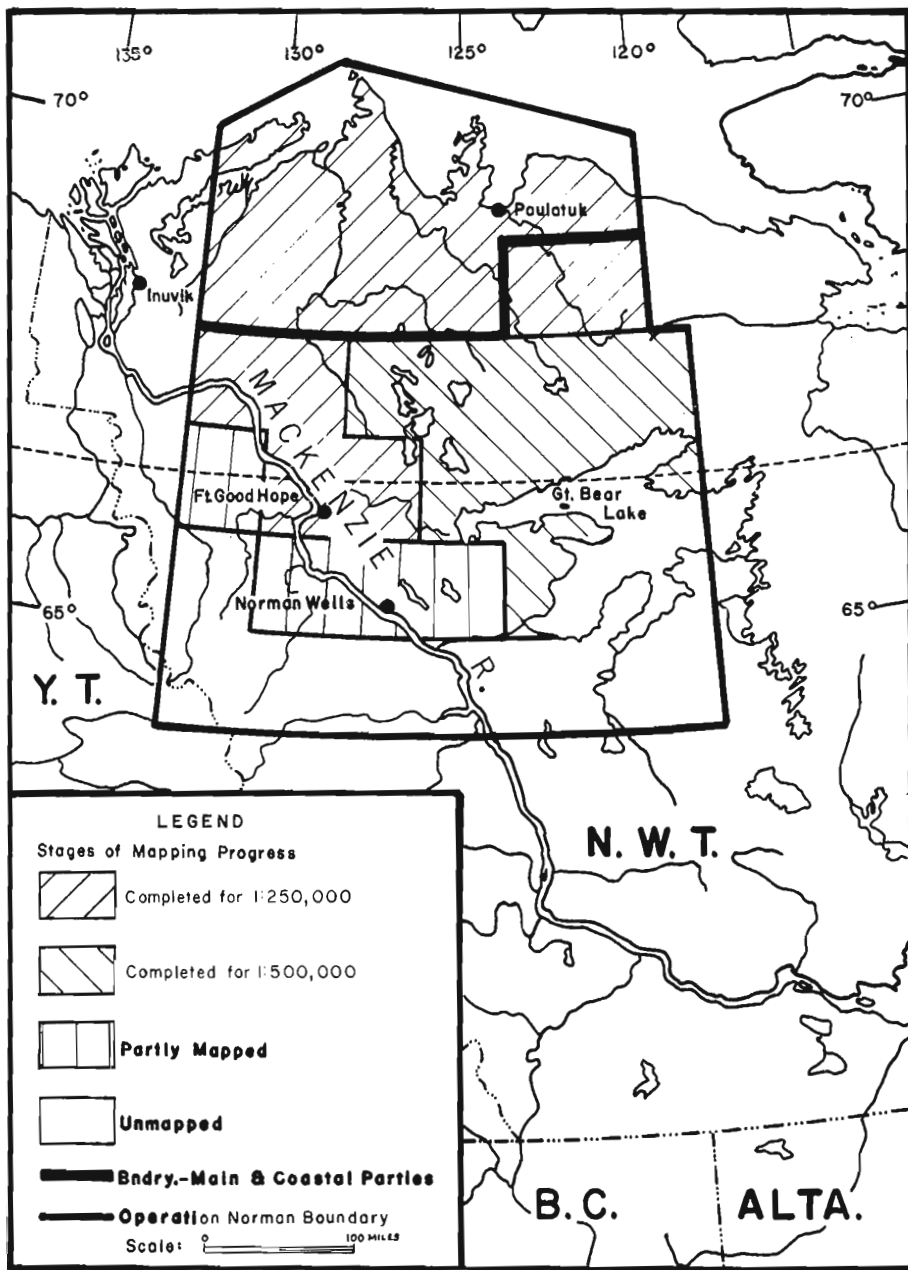 135° 130° 125° 120°
70° 70°
Paulatuk
Inuvik
MACKENZIE R.
Ft. Good Hope
Gt. Bear
Lake
Norman Wells
65° 65°
Y. T.
N. W. T.
LEGEND
Stages of Mapping Progress
Completed for 1:250,000
Completed for 1:500,000
Partly Mapped
Unmapped
Bndry.-Main & Coastal Parties
Operation Norman Boundary
Scale: 0 100 MILES
B. C. ALTA.